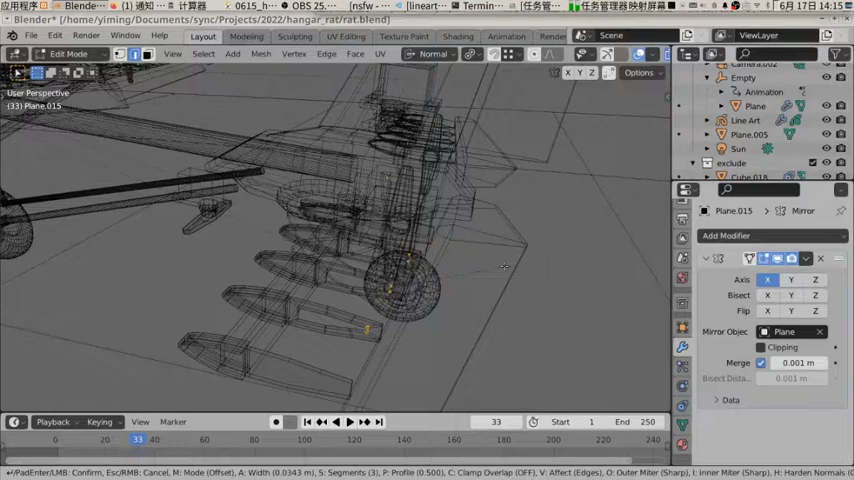 应用程序 Blende... (1) 通知... 计算器 0615_h... OBS 25... [nsfw -... (lineart... Termin... [任务管... 任务管理器映射屏幕 6月 17日 14:15
Blender* [/home/yiming/Documents/sync/Projects/2022/hangar_rat/rat.blend]
File Edit Render Window Help Layout Modeling Sculpting UV Editing Texture Paint Shading Animation Render Scene ViewLayer
Edit Mode View Select Add Mesh Vertex Edge Face UV Normal
X Y Z Options
User Perspective
(33) Plane.015
Camera.002
Empty
Animation
Plane
Line Art
Plane.005
Sun
exclude
Cube.018
Plane.015 Mirror
Add Modifier
Axis X Y Z
Bisect X Y Z
Flip X Y Z
Mirror Objec Plane
Clipping
Merge 0.001 m
Bisect Dista... 0.001 m
Data
Playback Keying View Marker 33 Start 1 End 250
0 20 33 40 60 80 100 120 140 160 180 200 220 240
/PadEnter/LMB: Confirm, Esc/RMB: Cancel, M: Mode (Offset), A: Width (0.0343 m), S: Segments (3), P: Profile (0.500), C: Clamp Overlap (OFF), V: Affect (Edges), O: Outer Miter (Sharp), I: Inner Miter (Sharp), H: Harden Normals (O